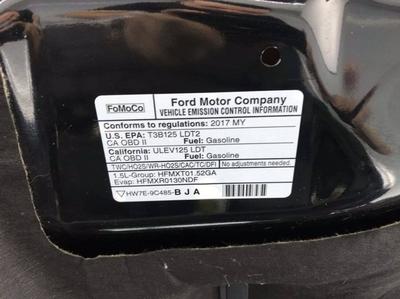 FoMoCo
Ford Motor Company
VEHICLE EMISSION CONTROL INFORMATION
Conforms to regulations: 2017 MY
U.S. EPA: T3B125 LDT2
CA OBD II Fuel: Gasoline
California: ULEV125 LDT
CA OBD II Fuel: Gasoline
TWC/HO2S/WR-HO2S/CAC/TC/DFI No adjustments needed.
1.5L-Group: HFMXT01.52GA
Evap: HFMXR0130NDF
HW7E-9C485-BJA